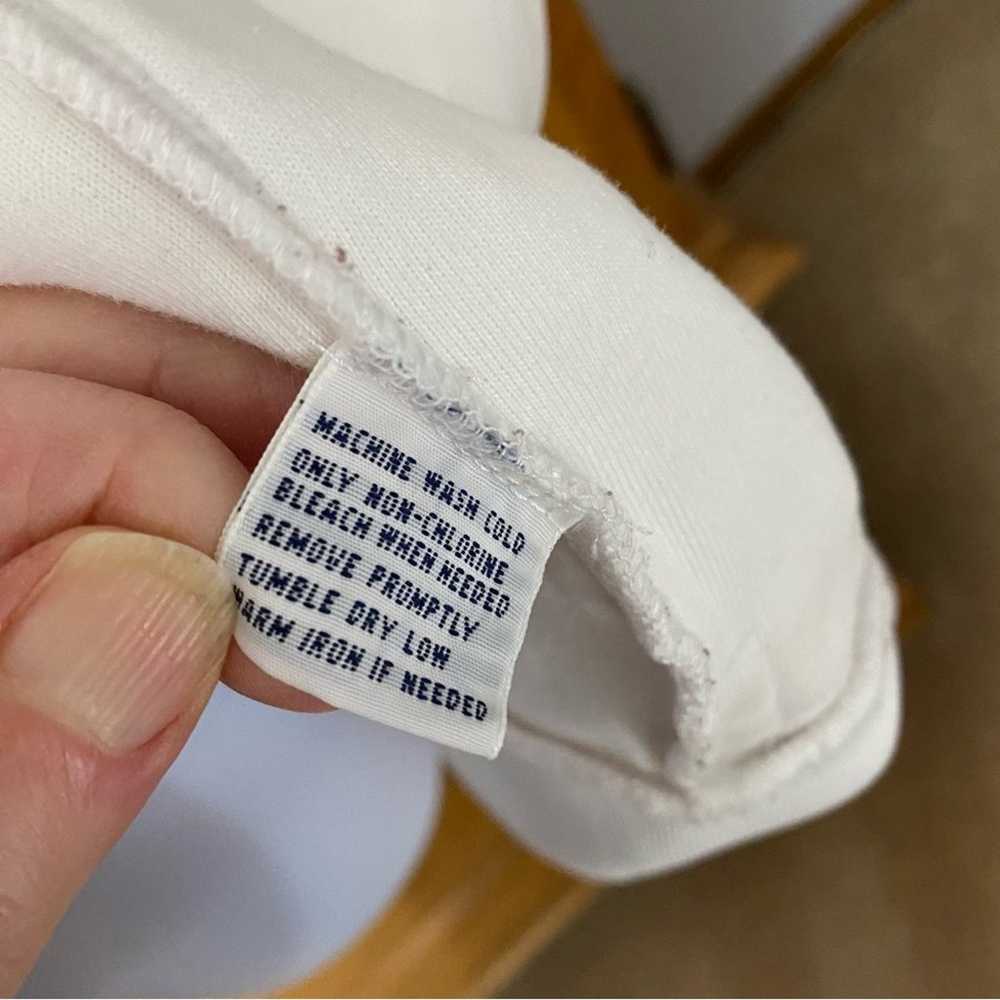 MACHINE WASH COLD
ONLY NON-CHLORINE
BLEACH WHEN NEEDED
REMOVE PROMPTLY
TUMBLE DRY LOW
WARM IRON IF NEEDED